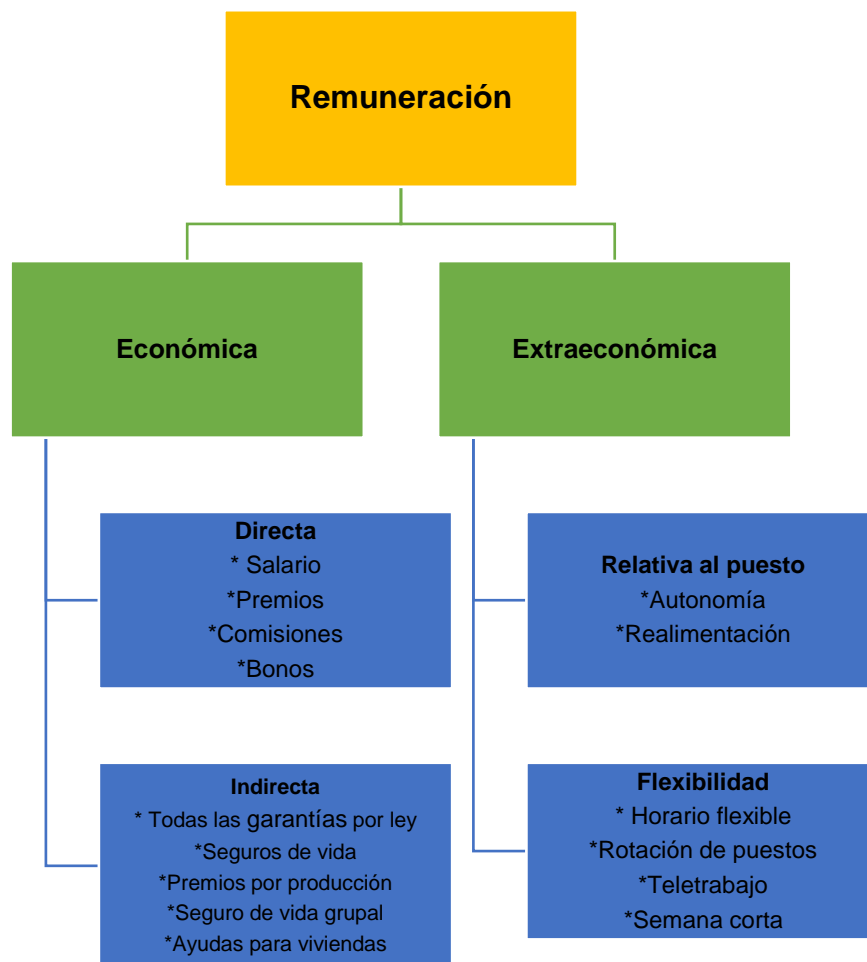 Remuneración
Económica
Extraeconómica
Directa
* Salario
*Premios
*Comisiones
*Bonos
Relativa al puesto
*Autonomía
*Realimentación
Indirecta
* Todas las garantías por ley
*Seguros de vida
*Premios por producción
*Seguro de vida grupal
*Ayudas para viviendas
Flexibilidad
* Horario flexible
*Rotación de puestos
*Teletrabajo
*Semana corta